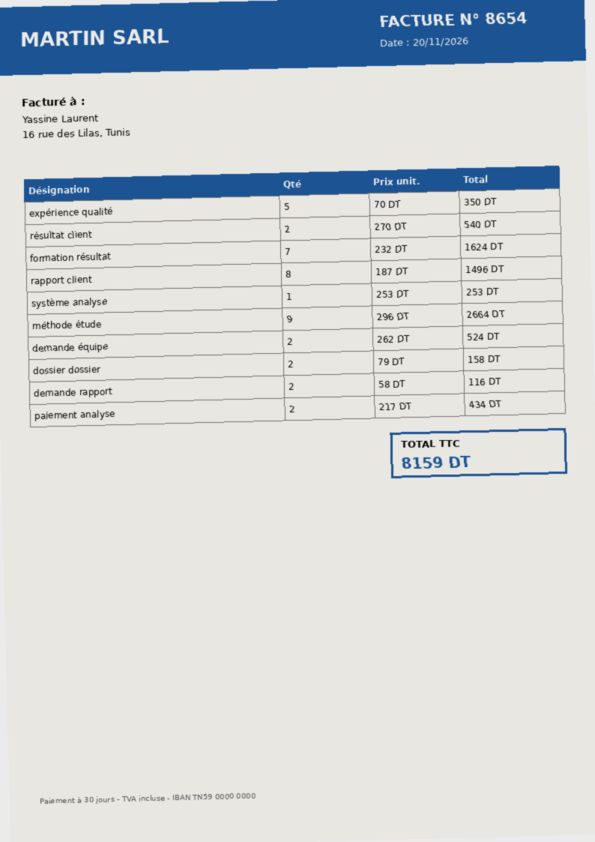 MARTIN SARL
FACTURE N° 8654
Date : 20/11/2026
Facturé à :
Yassine Laurent
16 rue des Lilas, Tunis
Désignation Qté Prix unit. Total
expérience qualité 5 70 DT 350 DT
résultat client 2 270 DT 540 DT
formation résultat 7 232 DT 1624 DT
rapport client 8 187 DT 1496 DT
système analyse 1 253 DT 253 DT
méthode étude 9 296 DT 2664 DT
demande équipe 2 262 DT 524 DT
dossier dossier 2 79 DT 158 DT
demande rapport 2 58 DT 116 DT
paiement analyse 2 217 DT 434 DT
TOTAL TTC
8159 DT
Paiement à 30 jours - TVA incluse - IBAN TN59 0000 0000